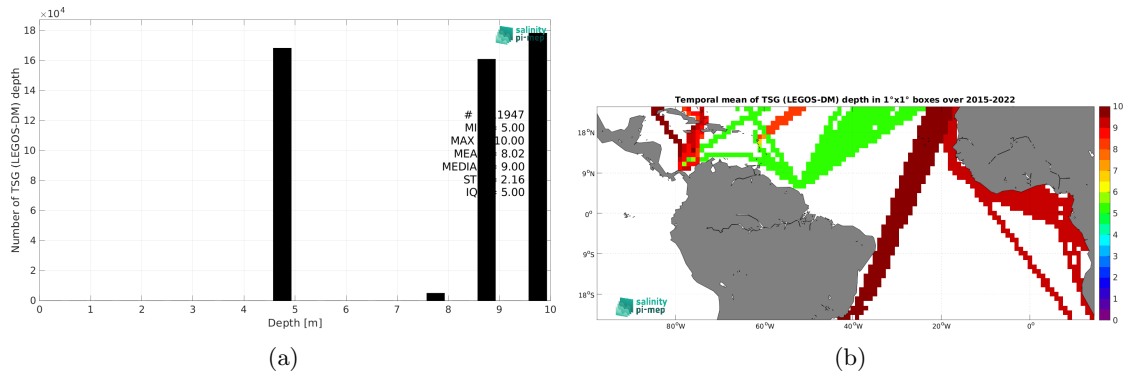 ×10⁴
18
16
14
12
10
8
6
4
2
0
Number of TSG (LEGOS-DM) depth
salinity
pi-mep
#
MAX 10.00
8.02
9.00
2.16
5.00
0 1 2 3 4 5 6 7 8 9 10
Depth [m]
(a)
Temporal mean of TSG (LEGOS-DM) depth in 1°x1° boxes over 2015-2022
18°N
9°N
0°
9°S
18°S
salinity
pi-mep
80°W 60°W 40°W 20°W 0°
10
9
8
7
6
5
4
3
2
1
0
(b)